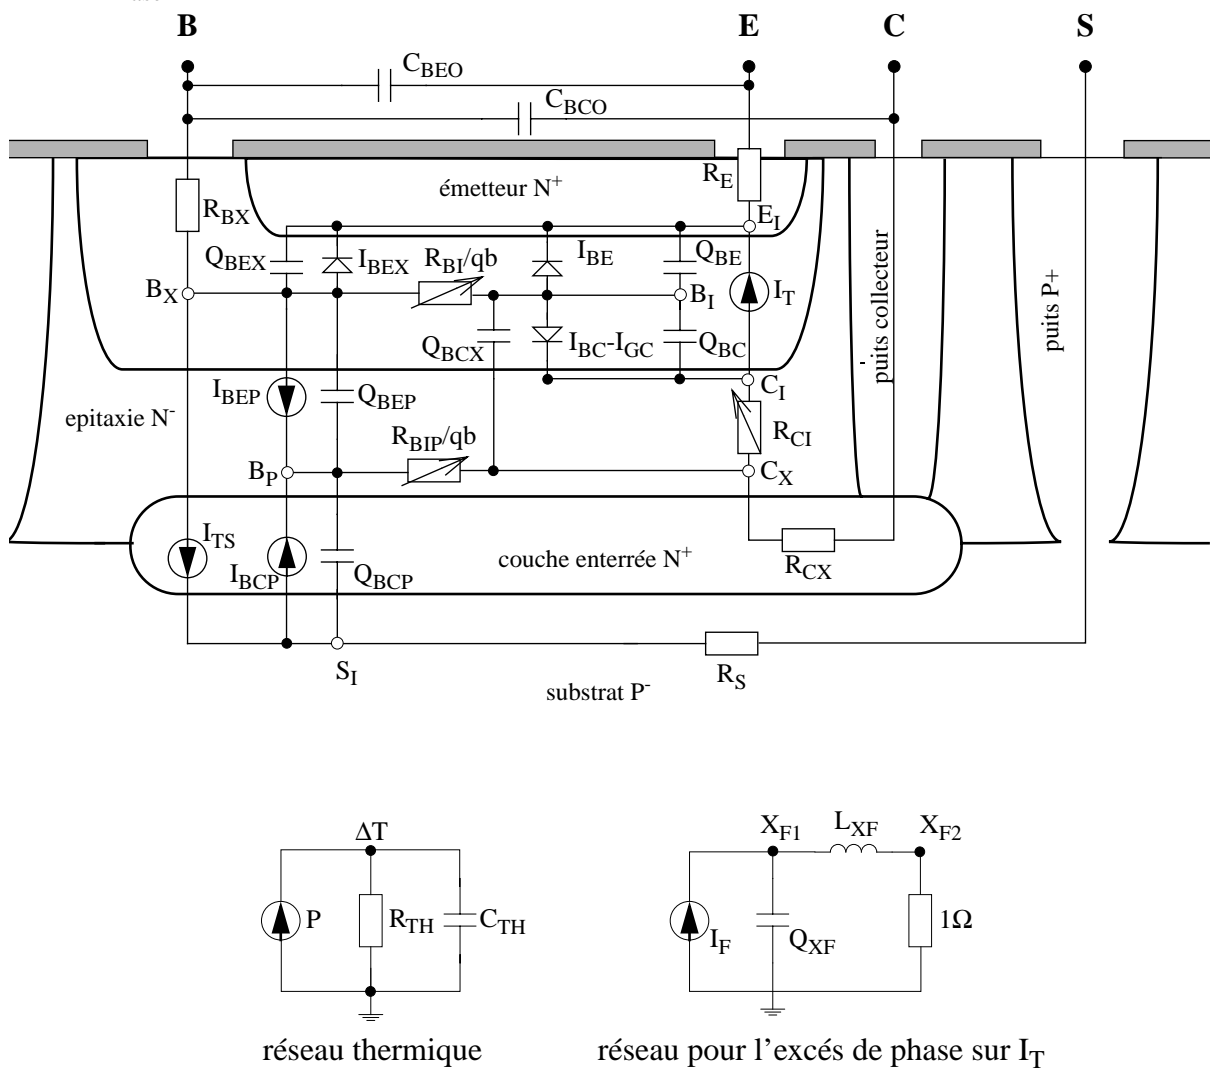 B E C S
C_BEO
C_BCO
émetteur N⁺
R_E
R_BX
E_I
Q_BEX I_BEX R_BI/qb I_BE Q_BE
B_X B_I I_T
Q_BCX I_BC-I_GC Q_BC
puits collecteur
puits P+
I_BEP Q_BEP C_I
epitaxie N⁻
R_BIP/qb R_CI
B_P C_X
I_TS
couche enterrée N⁺
I_BCP Q_BCP R_CX
S_I R_S
substrat P⁻
ΔT X_F1 L_XF X_F2
P R_TH C_TH I_F Q_XF 1Ω
réseau thermique réseau pour l'excés de phase sur I_T